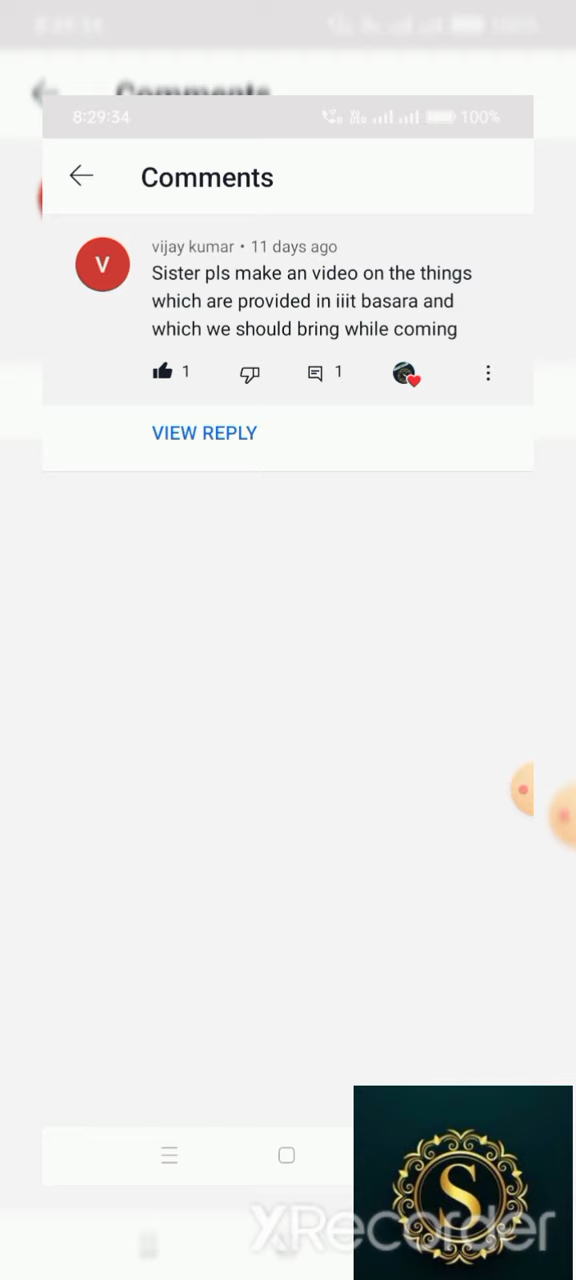 8:29:34
100%
Comments
vijay kumar • 11 days ago
V
Sister pls make an video on the things
which are provided in iiit basara and
which we should bring while coming
1
1
VIEW REPLY
S
XRecorder